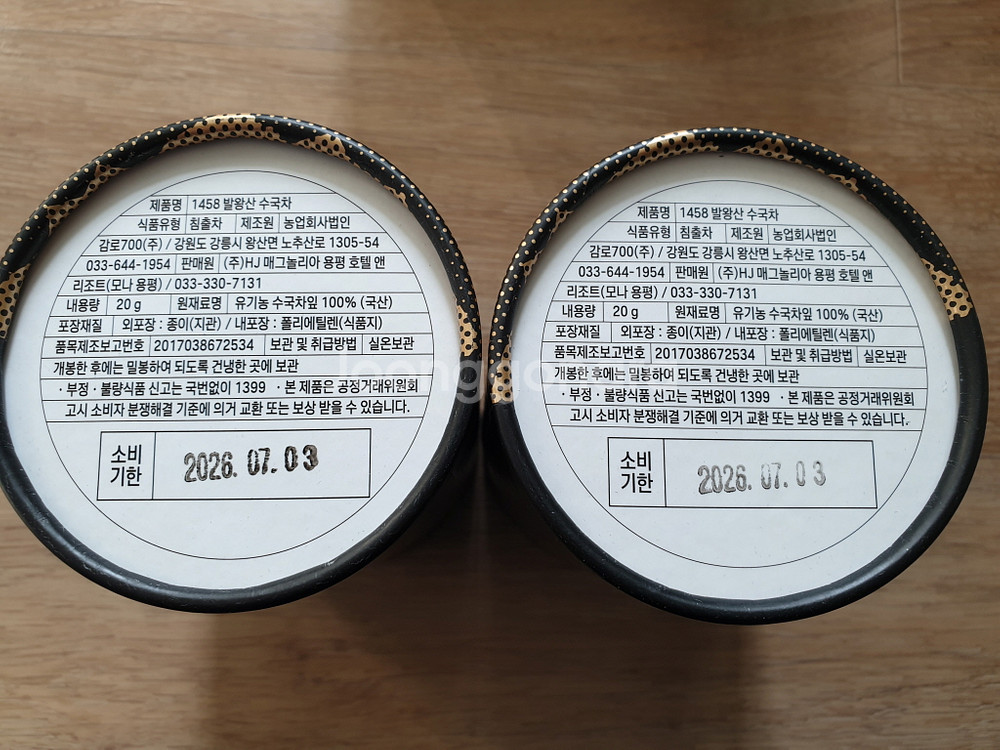 제품명 1458 발왕산 수국차
식품유형 침출차 제조원 농업회사법인
감로700(주) / 강원도 강릉시 왕산면 노추산로 1305-54
033-644-1954 판매원 (주)HJ 매그놀리아 용평 호텔 앤
리조트(모나 용평) / 033-330-7131
내용량 20 g 원재료명 유기농 수국차잎 100% (국산)
포장재질 외포장 : 종이(지관) / 내포장 : 폴리에틸렌(식품지)
품목제조보고번호 2017038672534 보관 및 취급방법 실온보관
개봉한 후에는 밀봉하여 되도록 건냉한 곳에 보관
· 부정 · 불량식품 신고는 국번없이 1399 · 본 제품은 공정거래위원회
고시 소비자 분쟁해결 기준에 의거 교환 또는 보상 받을 수 있습니다.
소비
기한
2026. 07. 03
제품명 1458 발왕산 수국차
식품유형 침출차 제조원 농업회사법인
감로700(주) / 강원도 강릉시 왕산면 노추산로 1305-54
033-644-1954 판매원 (주)HJ 매그놀리아 용평 호텔 앤
리조트(모나 용평) / 033-330-7131
내용량 20 g 원재료명 유기농 수국차잎 100% (국산)
포장재질 외포장 : 종이(지관) / 내포장 : 폴리에틸렌(식품지)
품목제조보고번호 2017038672534 보관 및 취급방법 실온보관
개봉한 후에는 밀봉하여 되도록 건냉한 곳에 보관
· 부정 · 불량식품 신고는 국번없이 1399 · 본 제품은 공정거래위원회
고시 소비자 분쟁해결 기준에 의거 교환 또는 보상 받을 수 있습니다.
소비
기한
2026. 07. 03